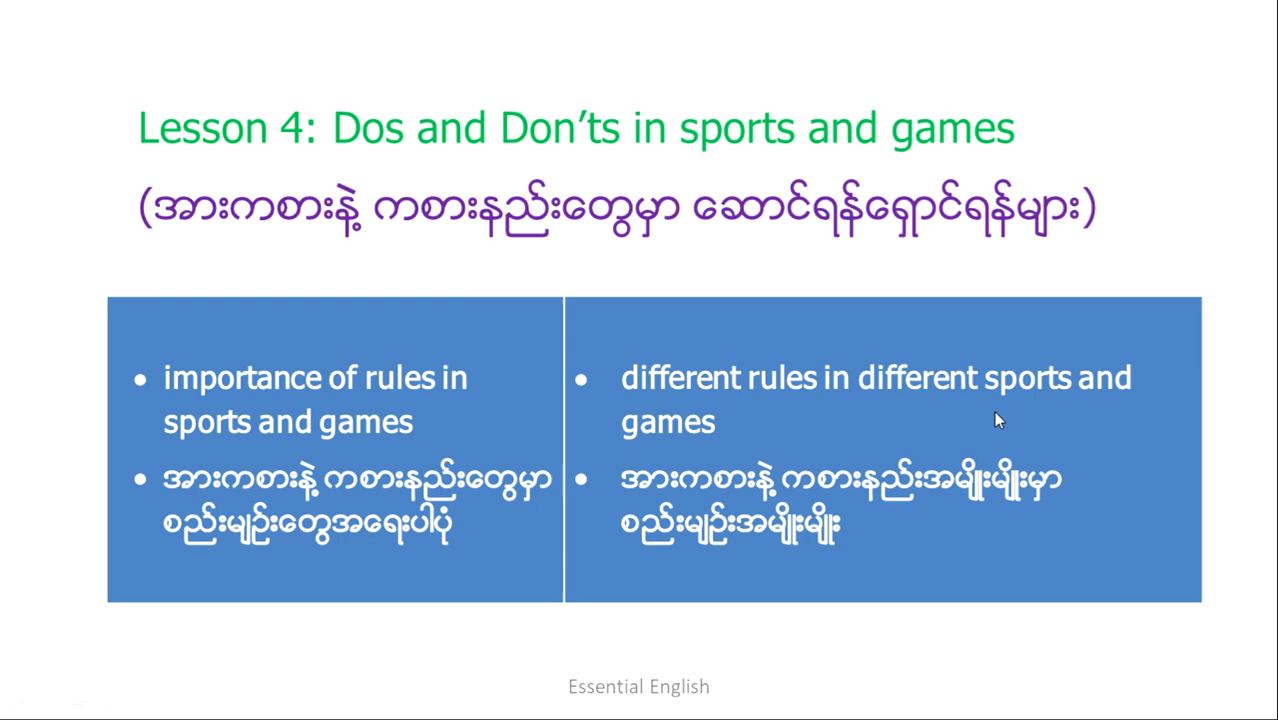 Lesson 4: Dos and Don’ts in sports and games
(အားကစားနဲ့ ကစားနည်းတွေမှာ ဆောင်ရန်ရှောင်ရန်များ)
• importance of rules in
sports and games
• အားကစားနဲ့ ကစားနည်းတွေမှာ
စည်းမျဉ်းတွေအရေးပါပုံ
• different rules in different sports and
games
• အားကစားနဲ့ ကစားနည်းအမျိုးမျိုးမှာ
စည်းမျဉ်းအမျိုးမျိုး
Essential English